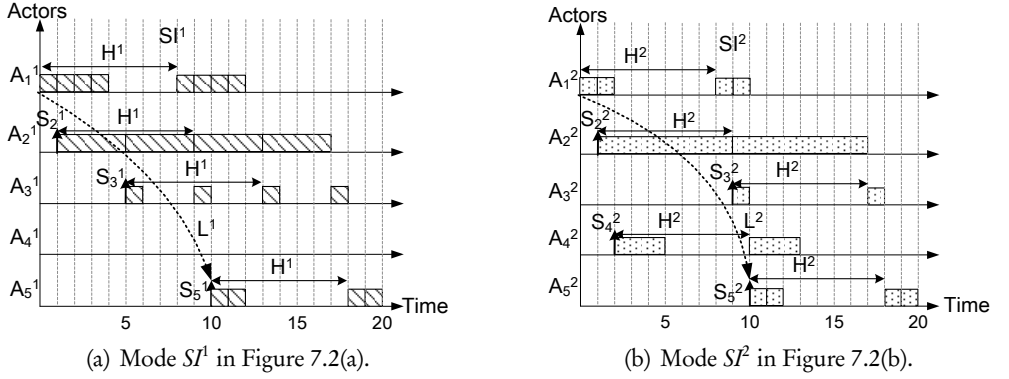 Actors
SI¹
H¹
A₁¹
S₂¹
H¹
A₂¹
S₃¹
H¹
A₃¹
L¹
A₄¹
H¹
S₅¹
A₅¹
Time
5 10 15 20
(a) Mode SI¹ in Figure 7.2(a).
Actors
SI²
H²
A₁²
S₂²
H²
A₂²
S₃²
H²
A₃²
S₄²
H²
L²
A₄²
H²
S₅²
A₅²
Time
5 10 15 20
(b) Mode SI² in Figure 7.2(b).